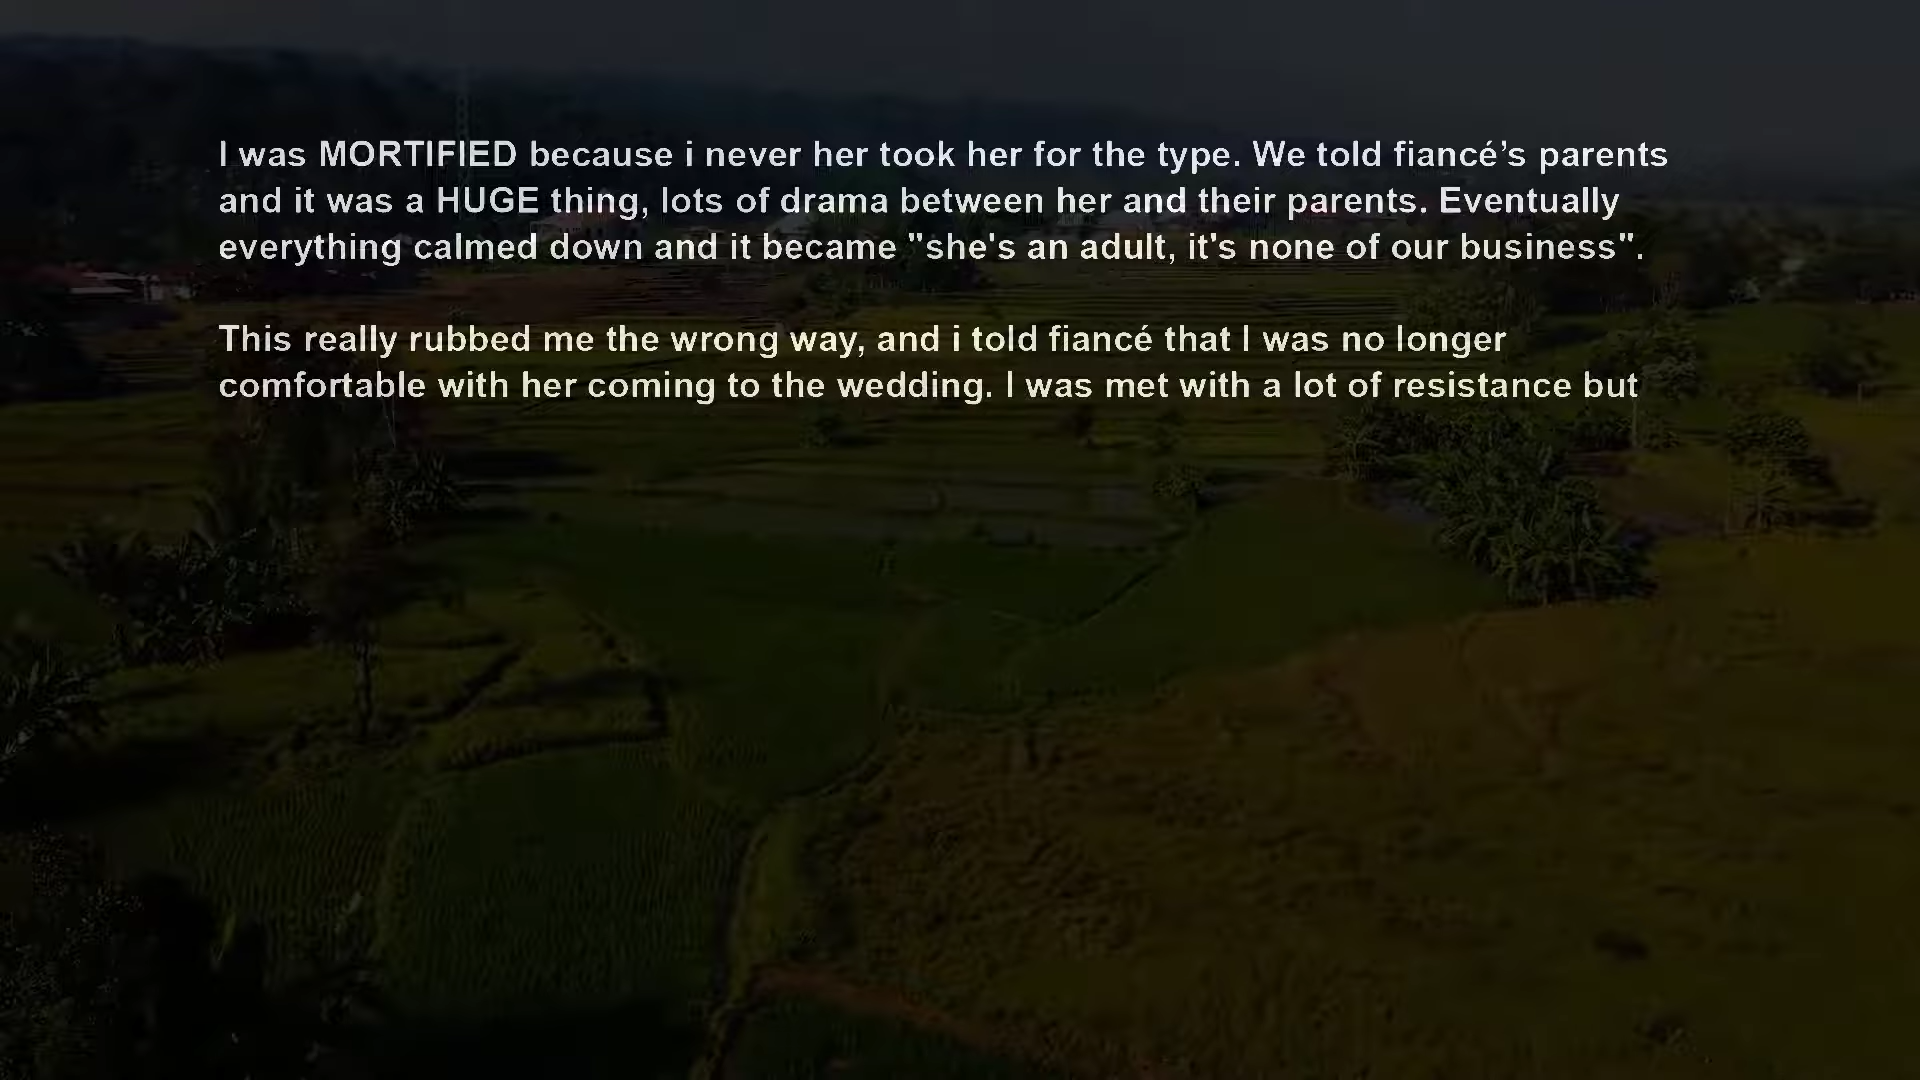 I was MORTIFIED because i never her took her for the type. We told fiancé’s parents
and it was a HUGE thing, lots of drama between her and their parents. Eventually
everything calmed down and it became "she's an adult, it's none of our business".
This really rubbed me the wrong way, and i told fiancé that I was no longer
comfortable with her coming to the wedding. I was met with a lot of resistance but